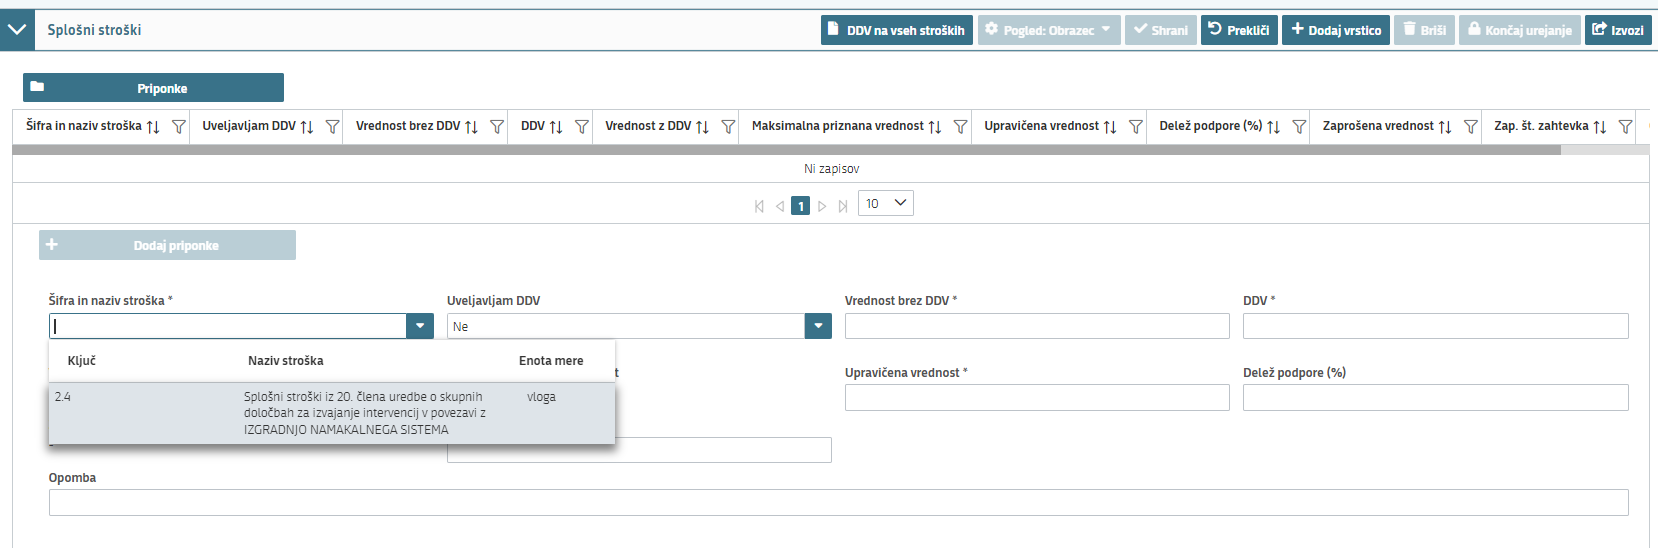 Splošni stroški
DDV na vseh stroških
Pogled: Obrazec
Shrani
Prekliči
Dodaj vrstico
Briši
Končaj urejanje
Izvozi
Priponke
Šifra in naziv stroška
Uveljavljam DDV
Vrednost brez DDV
DDV
Vrednost z DDV
Maksimalna priznana vrednost
Upravičena vrednost
Delež podpore (%)
Zaprošena vrednost
Zap. št. zahtevka
Ni zapisov
1
10
Dodaj priponke
Šifra in naziv stroška *
Uveljavljam DDV
Vrednost brez DDV *
DDV *
Ne
Ključ
Naziv stroška
Enota mere
Upravičena vrednost *
Delež podpore (%)
2.4
Splošni stroški iz 20. člena uredbe o skupnih
določbah za izvajanje intervencij v povezavi z
IZGRADNJO NAMAKALNEGA SISTEMA
vloga
Opomba